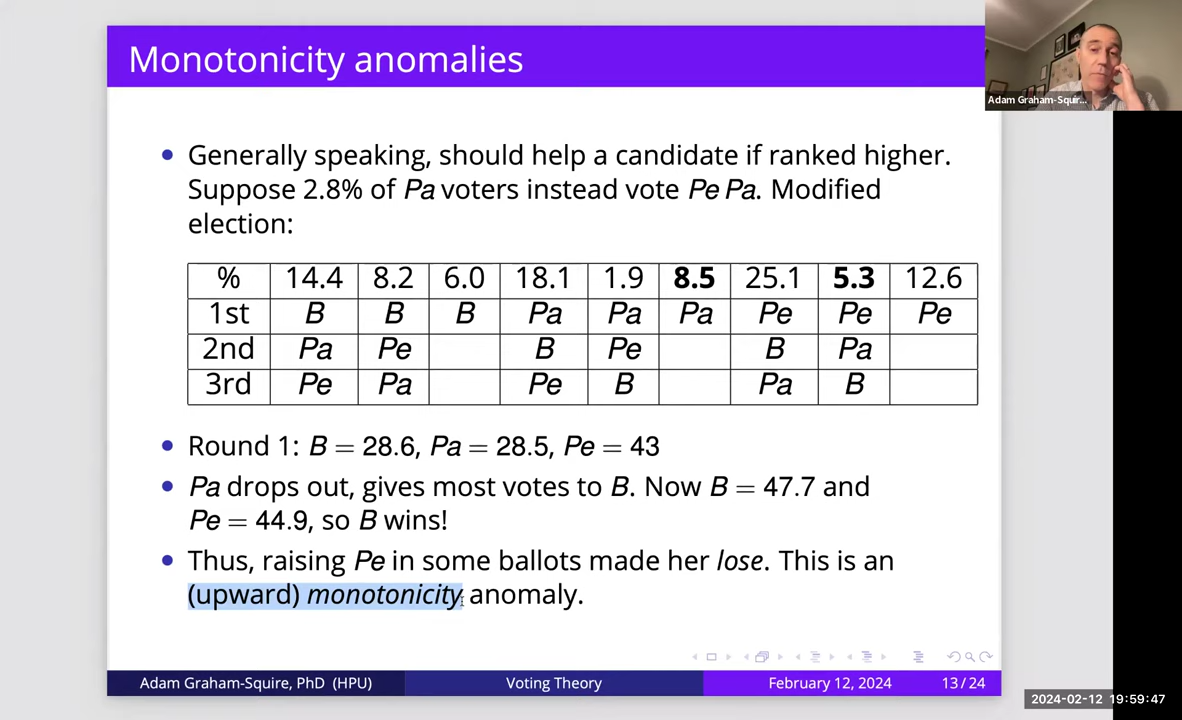 Monotonicity anomalies
Adam Graham-Squir...
Generally speaking, should help a candidate if ranked higher.
Suppose 2.8% of Pa voters instead vote Pe Pa. Modified
election:
% 14.4 8.2 6.0 18.1 1.9 8.5 25.1 5.3 12.6
1st B B B Pa Pa Pa Pe Pe Pe
2nd Pa Pe B Pe B Pa
3rd Pe Pa Pe B Pa B
Round 1: B = 28.6, Pa = 28.5, Pe = 43
Pa drops out, gives most votes to B. Now B = 47.7 and
Pe = 44.9, so B wins!
Thus, raising Pe in some ballots made her lose. This is an
(upward) monotonicity anomaly.
Adam Graham-Squire, PhD (HPU) Voting Theory February 12, 2024 13 / 24
2024-02-12 19:59:47